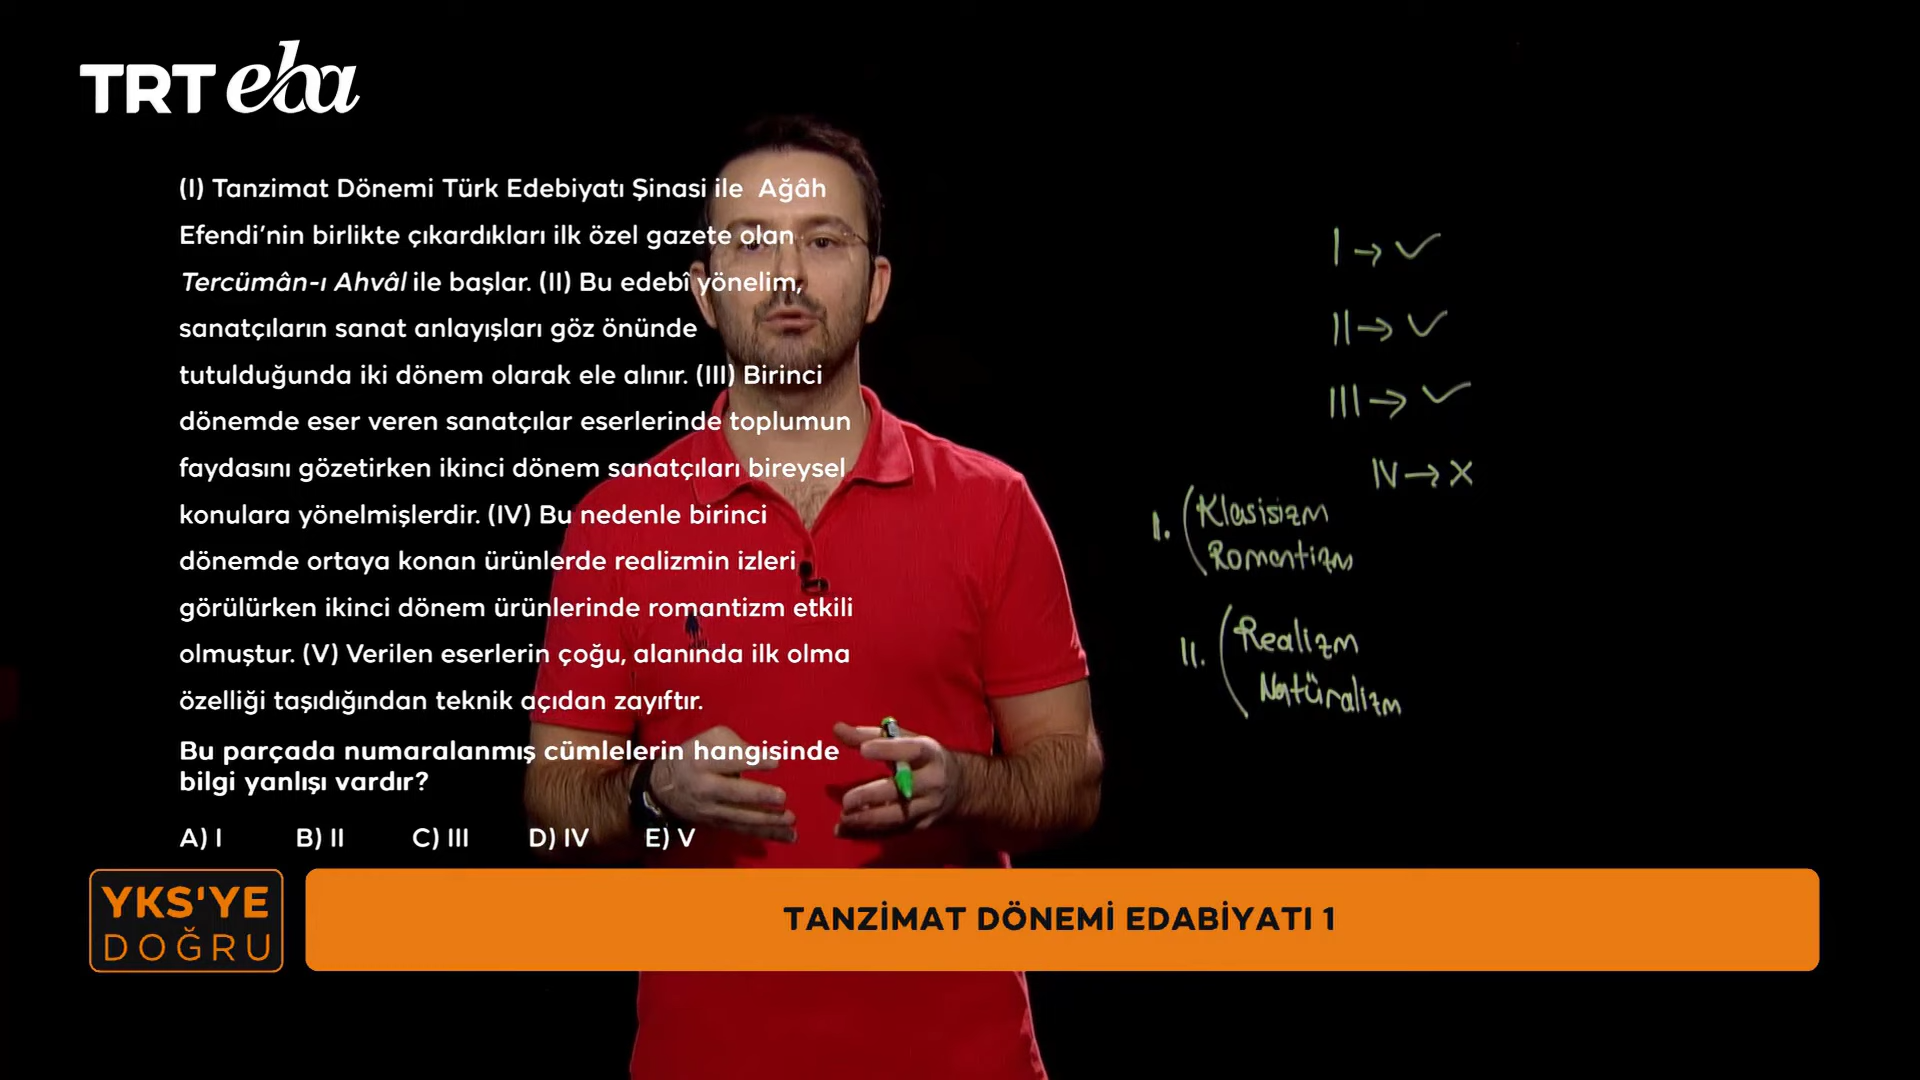 TRT eba
(I) Tanzimat Dönemi Türk Edebiyatı Şinasi ile Ağâh
Efendi’nin birlikte çıkardıkları ilk özel gazete olan
Tercümân-ı Ahvâl ile başlar. (II) Bu edebî yönelim,
sanatçıların sanat anlayışları göz önünde
tutulduğunda iki dönem olarak ele alınır. (III) Birinci
dönemde eser veren sanatçılar eserlerinde toplumun
faydasını gözetirken ikinci dönem sanatçıları bireysel
konulara yönelmişlerdir. (IV) Bu nedenle birinci
dönemde ortaya konan ürünlerde realizmin izleri
görülürken ikinci dönem ürünlerinde romantizm etkili
olmuştur. (V) Verilen eserlerin çoğu, alanında ilk olma
özelliği taşıdığından teknik açıdan zayıftır.
Bu parçada numaralanmış cümlelerin hangisinde
bilgi yanlışı vardır?
A) I B) II C) III D) IV E) V
I → ✓
II → ✓
III → ✓
IV → X
I. ( Klasisizm
Romantizm
II. ( Realizm
Natüralizm
YKS'YE
DOĞRU
TANZİMAT DÖNEMİ EDABİYATI 1